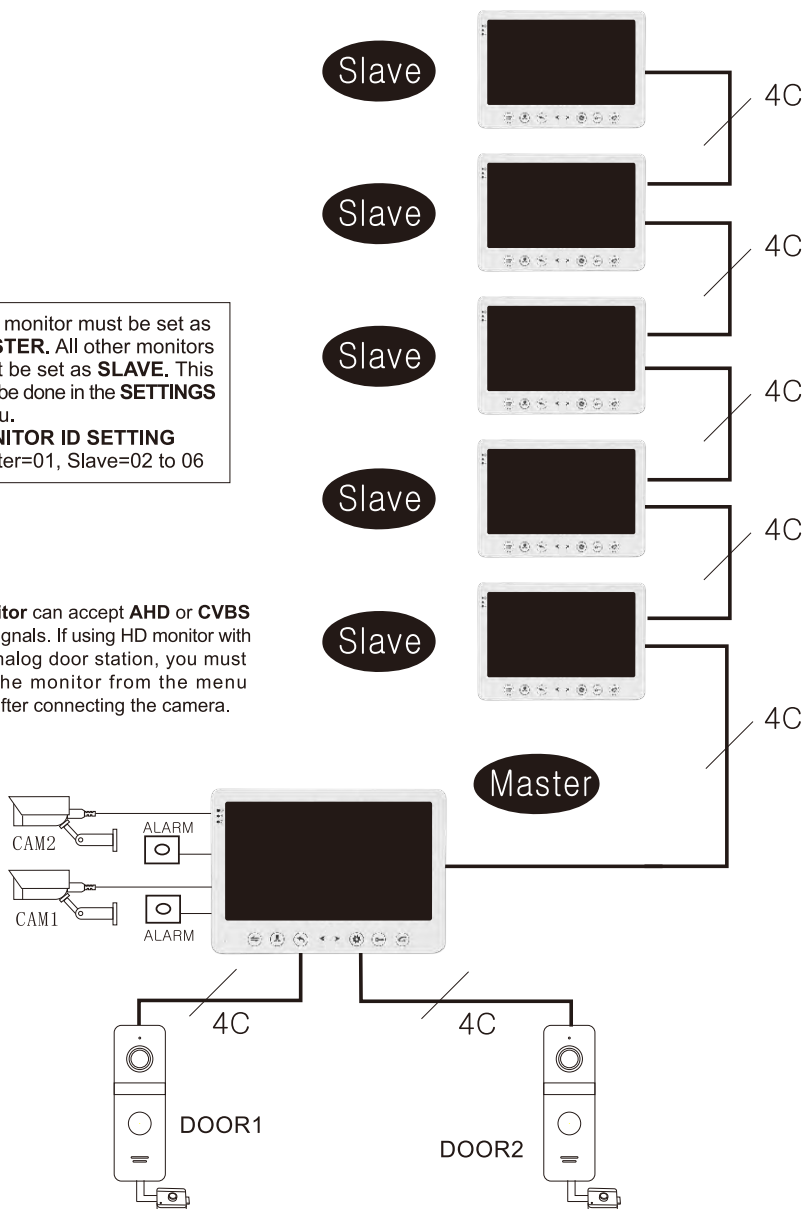 Slave
4C
Slave
4C
monitor must be set as
STER. All other monitors
be set as SLAVE. This
be done in the SETTINGS
NITOR ID SETTING
ter=01, Slave=02 to 06
Slave
4C
Slave
4C
itor can accept AHD or CVBS
gnals. If using HD monitor with
nalog door station, you must
he monitor from the menu
fter connecting the camera.
Slave
4C
Master
CAM2
ALARM
CAM1
ALARM
4C
4C
DOOR1
DOOR2